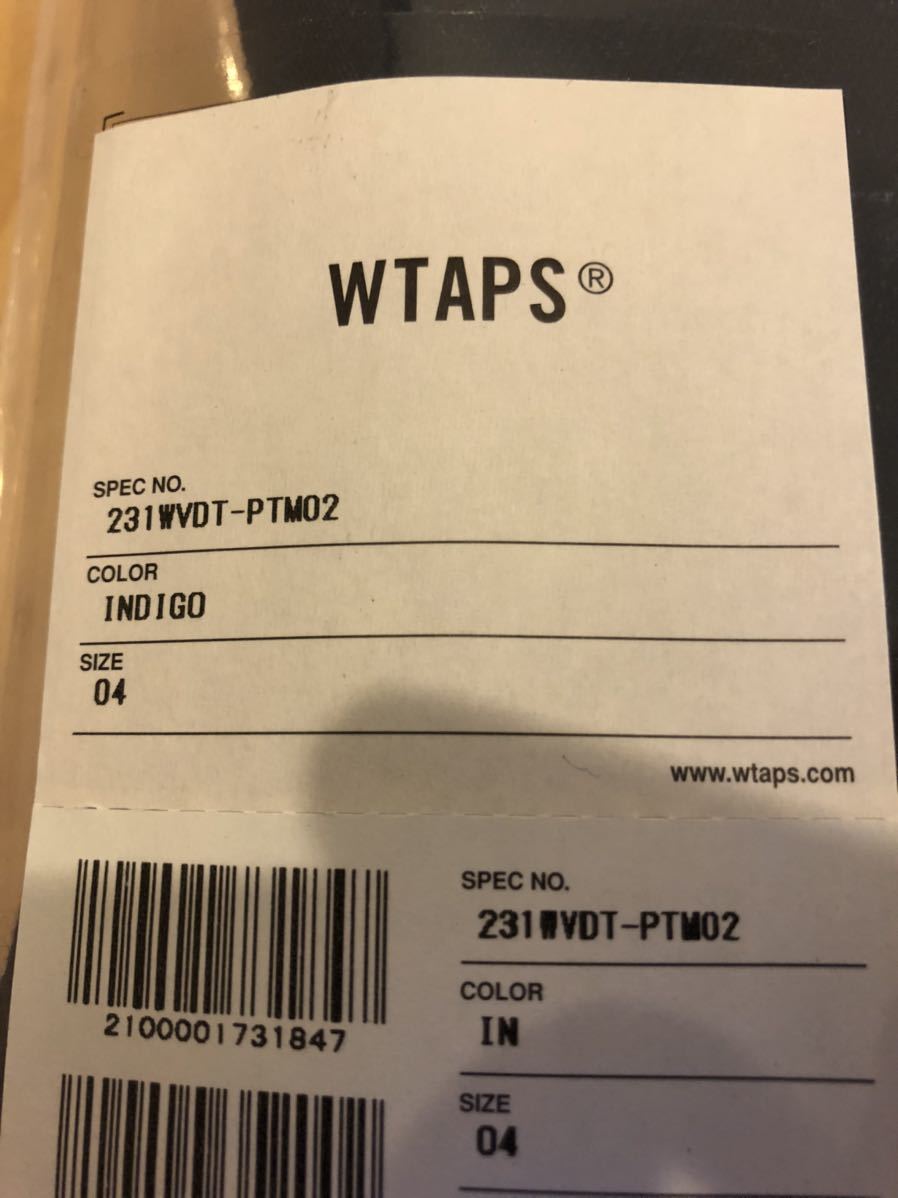 WTAPS®
SPEC NO.
231WVDT-PTM02
COLOR
INDIGO
SIZE
04
www.wtaps.com
2100001731847
SPEC NO.
231WVDT-PTM02
COLOR
IN
SIZE
04